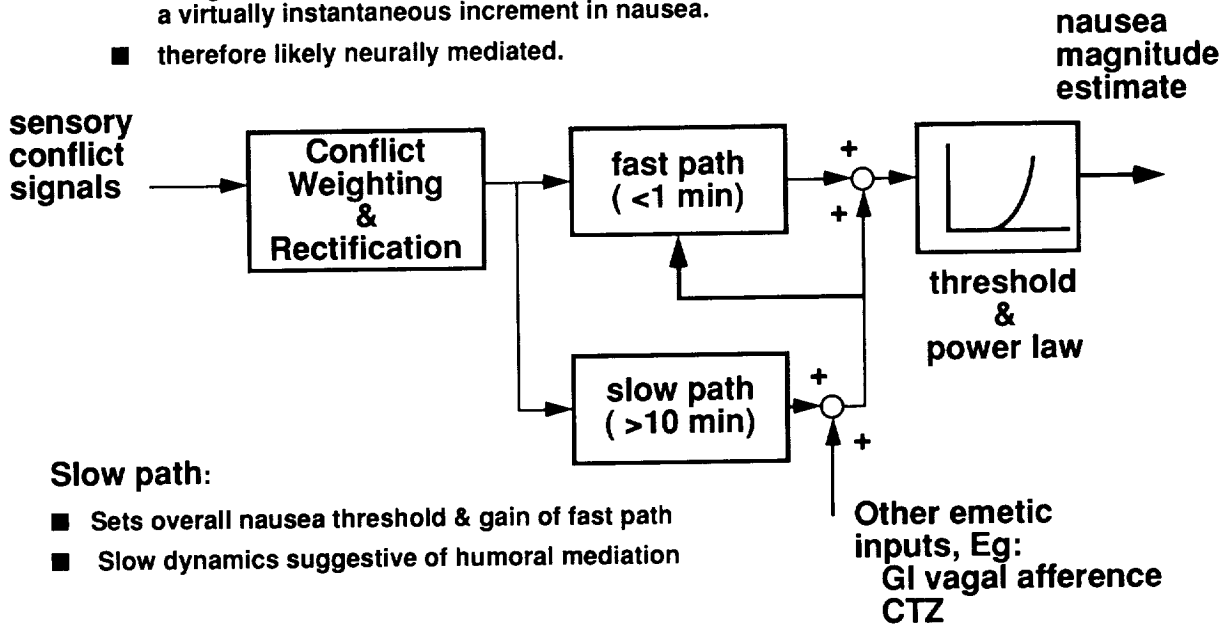 a virtually instantaneous increment in nausea.
■ therefore likely neurally mediated.
nausea
magnitude
estimate
sensory
conflict
signals
Conflict
Weighting
&
Rectification
fast path
( <1 min)
+
+
threshold
&
power law
slow path
( >10 min)
+
+
Slow path:
■ Sets overall nausea threshold & gain of fast path
■ Slow dynamics suggestive of humoral mediation
Other emetic
inputs, Eg:
GI vagal afference
CTZ